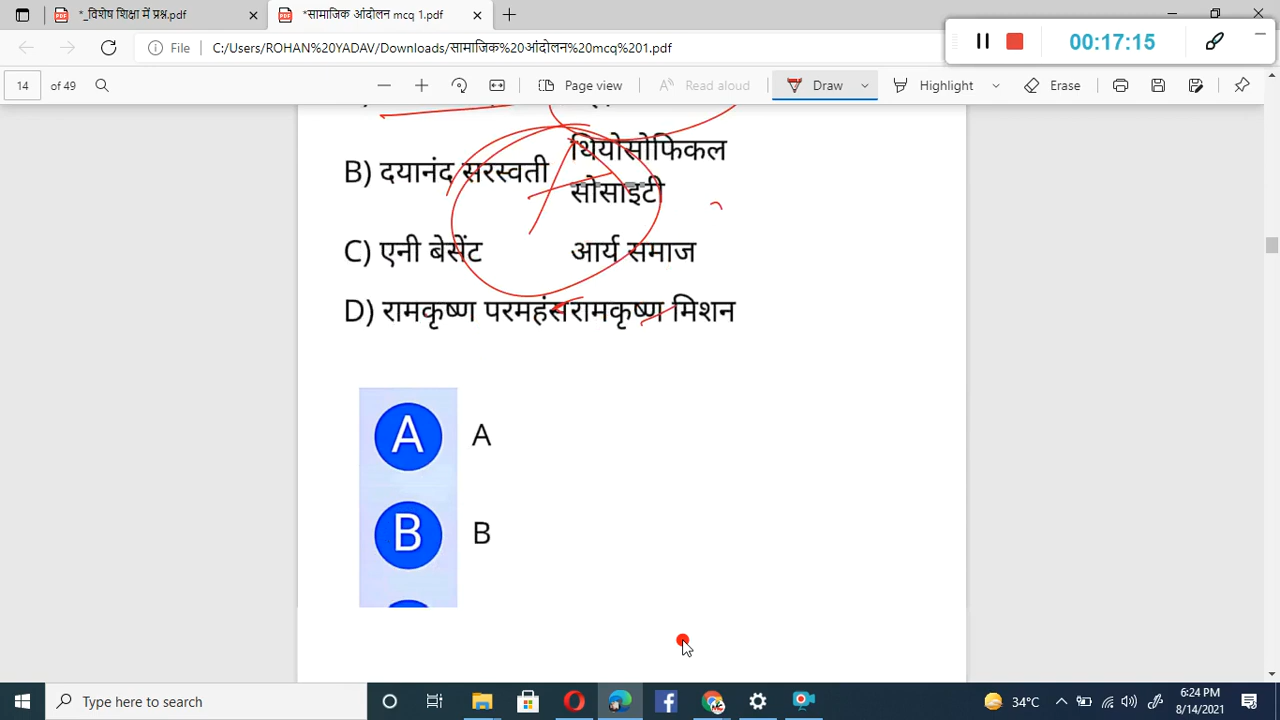 *_विशेष शिक्षा में प्रश्न.pdf
*सामाजिक आंदोलन mcq 1.pdf
File
C:/Users/ROHAN%20YADAV/Downloads/सामाजिक%20आंदोलन%20mcq%201.pdf
00:17:15
14 of 49
Page view
Read aloud
Draw
Highlight
Erase
B) दयानंद सरस्वती थियोसोफिकल
सोसाइटी
C) एनी बेसेंट आर्य समाज
D) रामकृष्ण परमहंस रामकृष्ण मिशन
A A
B B
Type here to search
34°C
6:24 PM
8/14/2021